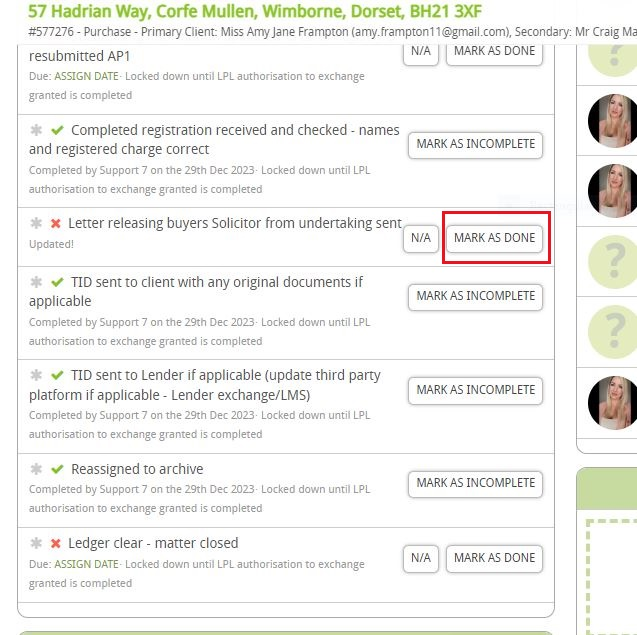 57 Hadrian Way, Corfe Mullen, Wimborne, Dorset, BH21 3XF
#577276 - Purchase - Primary Client: Miss Amy Jane Frampton (amy.frampton11@gmail.com), Secondary: Mr Craig Ma
resubmitted AP1
N/A
MARK AS DONE
Due: ASSIGN DATE· Locked down until LPL authorisation to exchange
granted is completed
Completed registration received and checked - names
and registered charge correct
MARK AS INCOMPLETE
Completed by Support 7 on the 29th Dec 2023· Locked down until LPL
authorisation to exchange granted is completed
Letter releasing buyers Solicitor from undertaking sent
Updated!
N/A
MARK AS DONE
TID sent to client with any original documents if
applicable
MARK AS INCOMPLETE
Completed by Support 7 on the 29th Dec 2023· Locked down until LPL
authorisation to exchange granted is completed
TID sent to Lender if applicable (update third party
platform if applicable - Lender exchange/LMS)
MARK AS INCOMPLETE
Completed by Support 7 on the 29th Dec 2023· Locked down until LPL
authorisation to exchange granted is completed
Reassigned to archive
MARK AS INCOMPLETE
Completed by Support 7 on the 29th Dec 2023· Locked down until LPL
authorisation to exchange granted is completed
Ledger clear - matter closed
N/A
MARK AS DONE
Due: ASSIGN DATE· Locked down until LPL authorisation to exchange
granted is completed
?
?
?